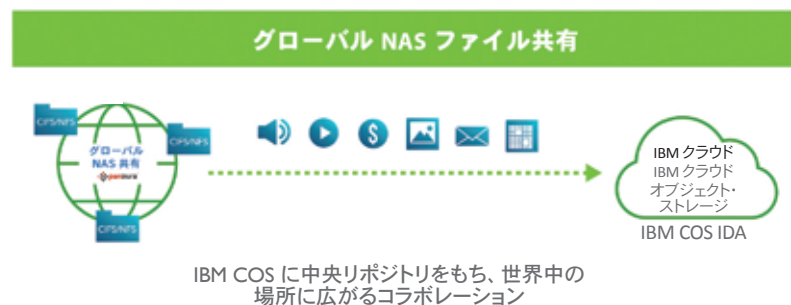 グローバル NAS ファイル共有
CIFS/NFS
CIFS/NFS
グローバル
NAS 共有
panzura
CIFS/NFS
IBM クラウド
IBM クラウド
オブジェクト・
ストレージ
IBM COS IDA
IBM COS に中央リポジトリをもち、世界中の
場所に広がるコラボレーション